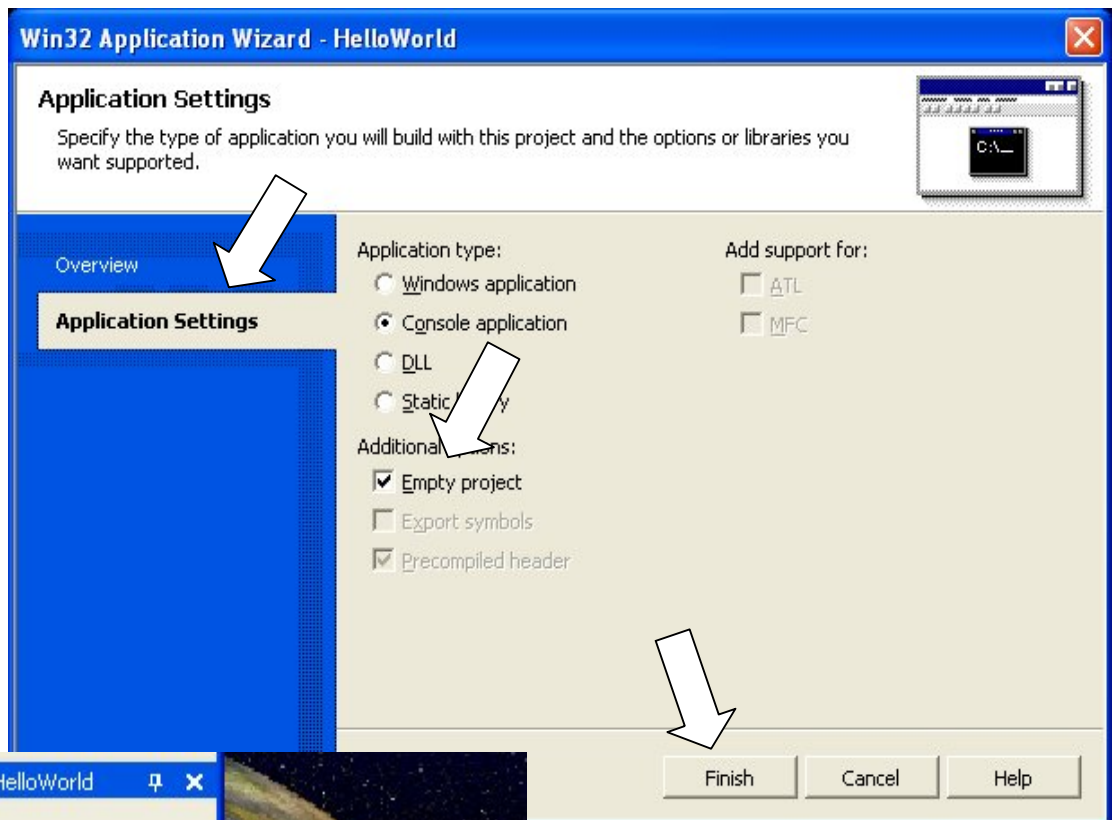 Win32 Application Wizard - HelloWorld
Application Settings
Specify the type of application you will build with this project and the options or libraries you
want supported.
C:\_
Overview
Application Settings
Application type:
Windows application
Console application
DLL
Static
Additional
Empty project
Export symbols
Precompiled header
Add support for:
ATL
MFC
Finish
Cancel
Help
HelloWorld